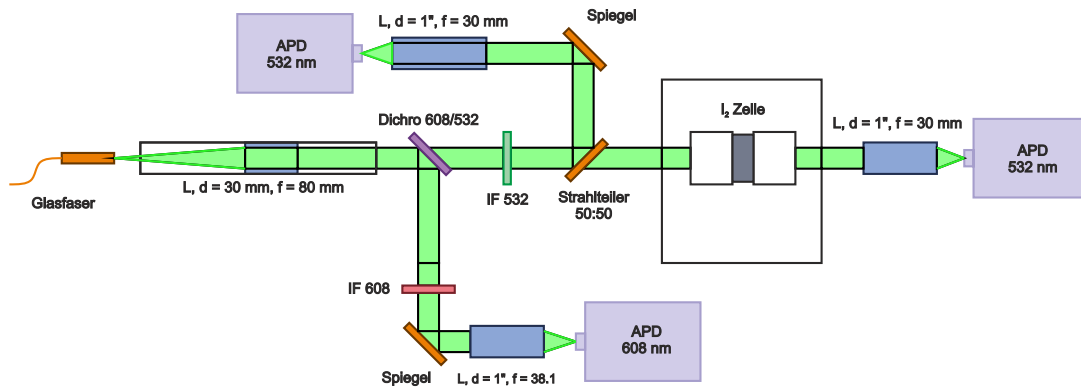 L, d = 1", f = 30 mm
Spiegel
APD
532 nm
Dichro 608/532
I₂ Zelle
L, d = 1", f = 30 mm
APD
532 nm
L, d = 30 mm, f = 80 mm
Glasfaser
IF 532
Strahlteiler
50:50
IF 608
APD
608 nm
Spiegel
L, d = 1", f = 38.1